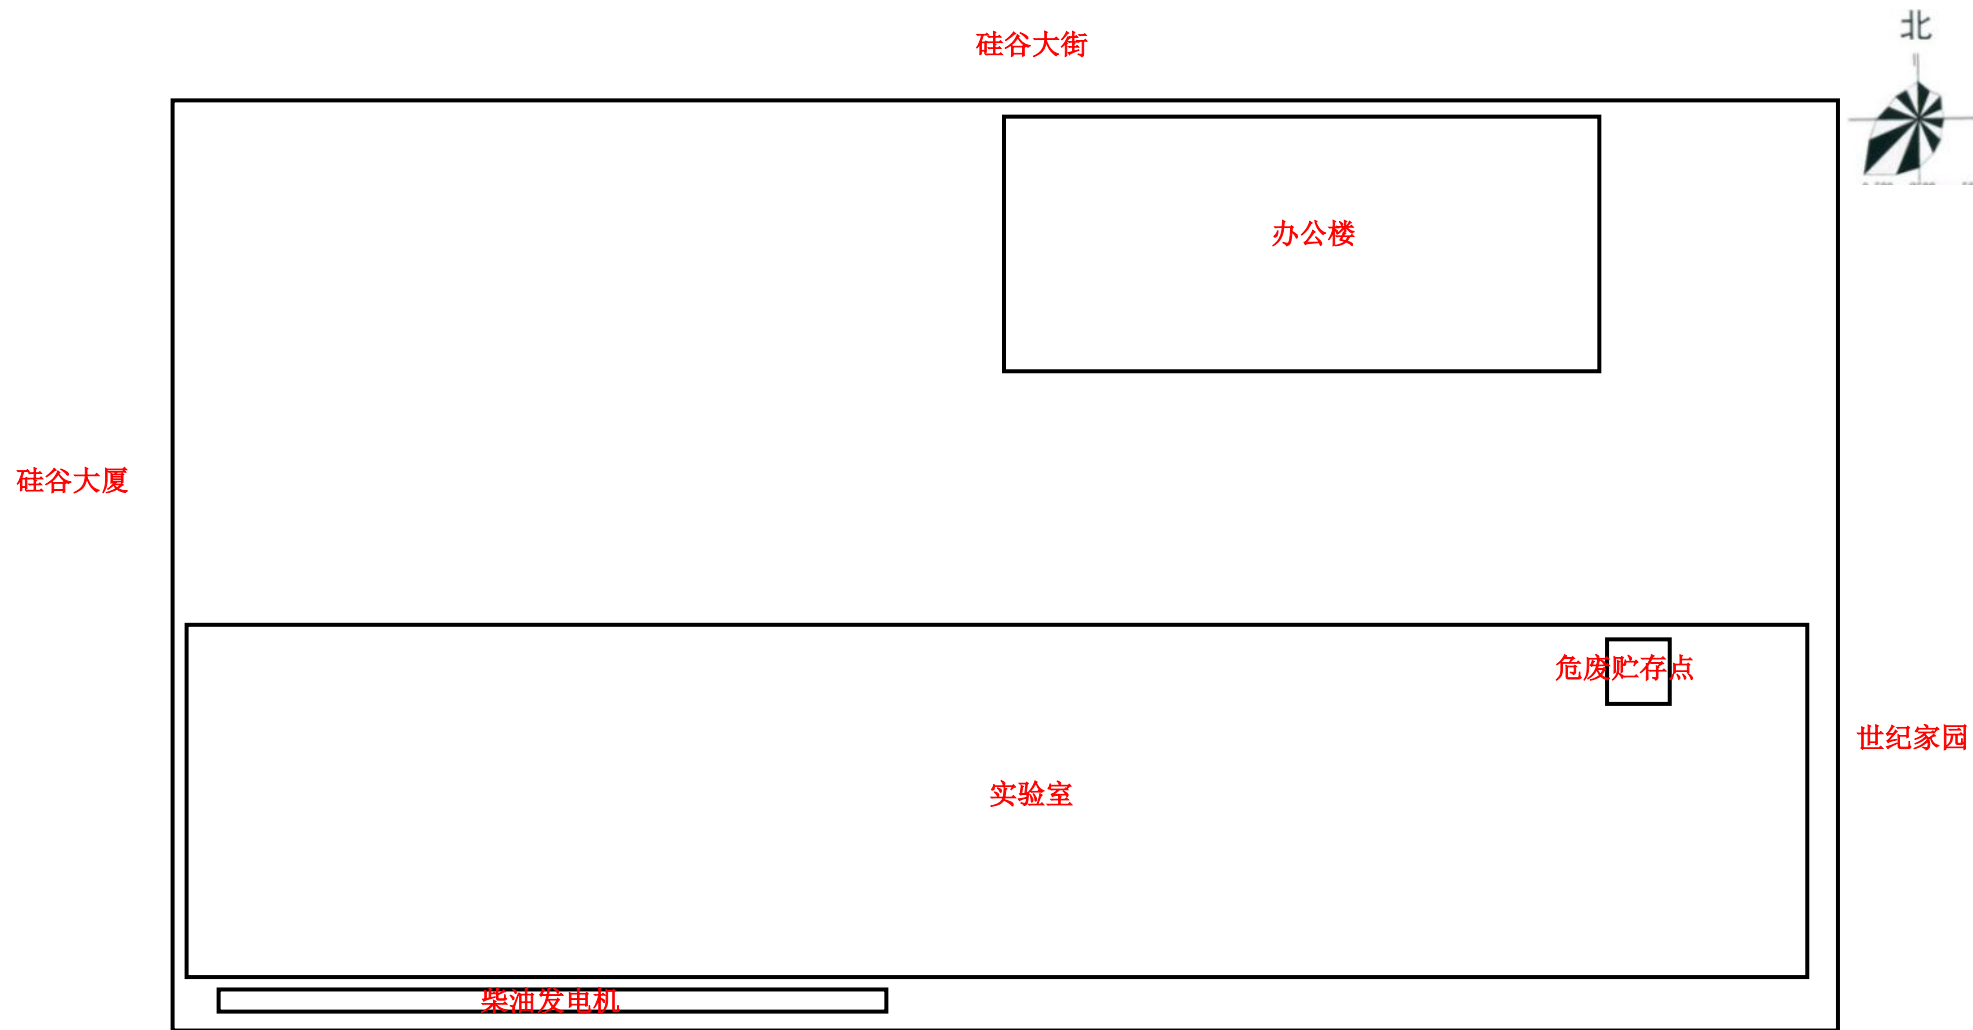 北
硅谷大街
办公楼
硅谷大厦
危废贮存点
世纪家园
实验室
柴油发电机